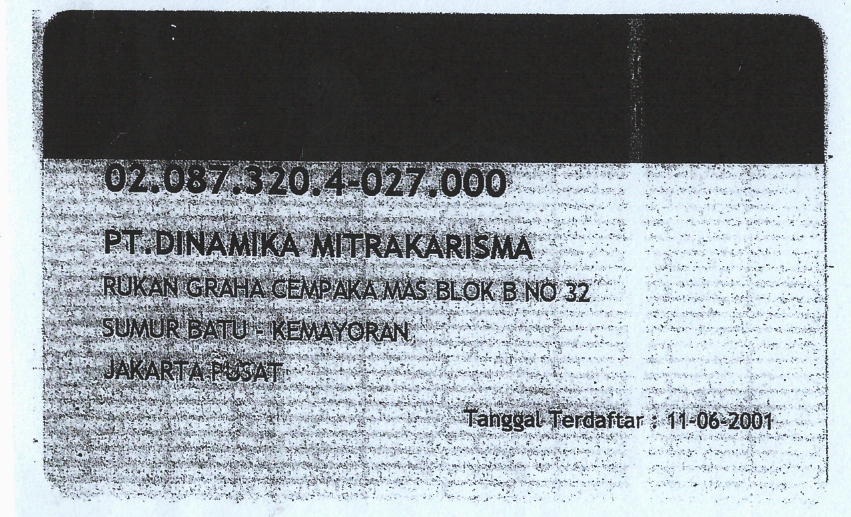 02.087.320.4-027.000
PT.DINAMIKA MITRAKARISMA
RUKAN GRAHA CEMPAKA MAS BLOK B NO 32
SUMUR BATU - KEMAYORAN
JAKARTA PUSAT
Tanggal Terdaftar : 11-06-2001